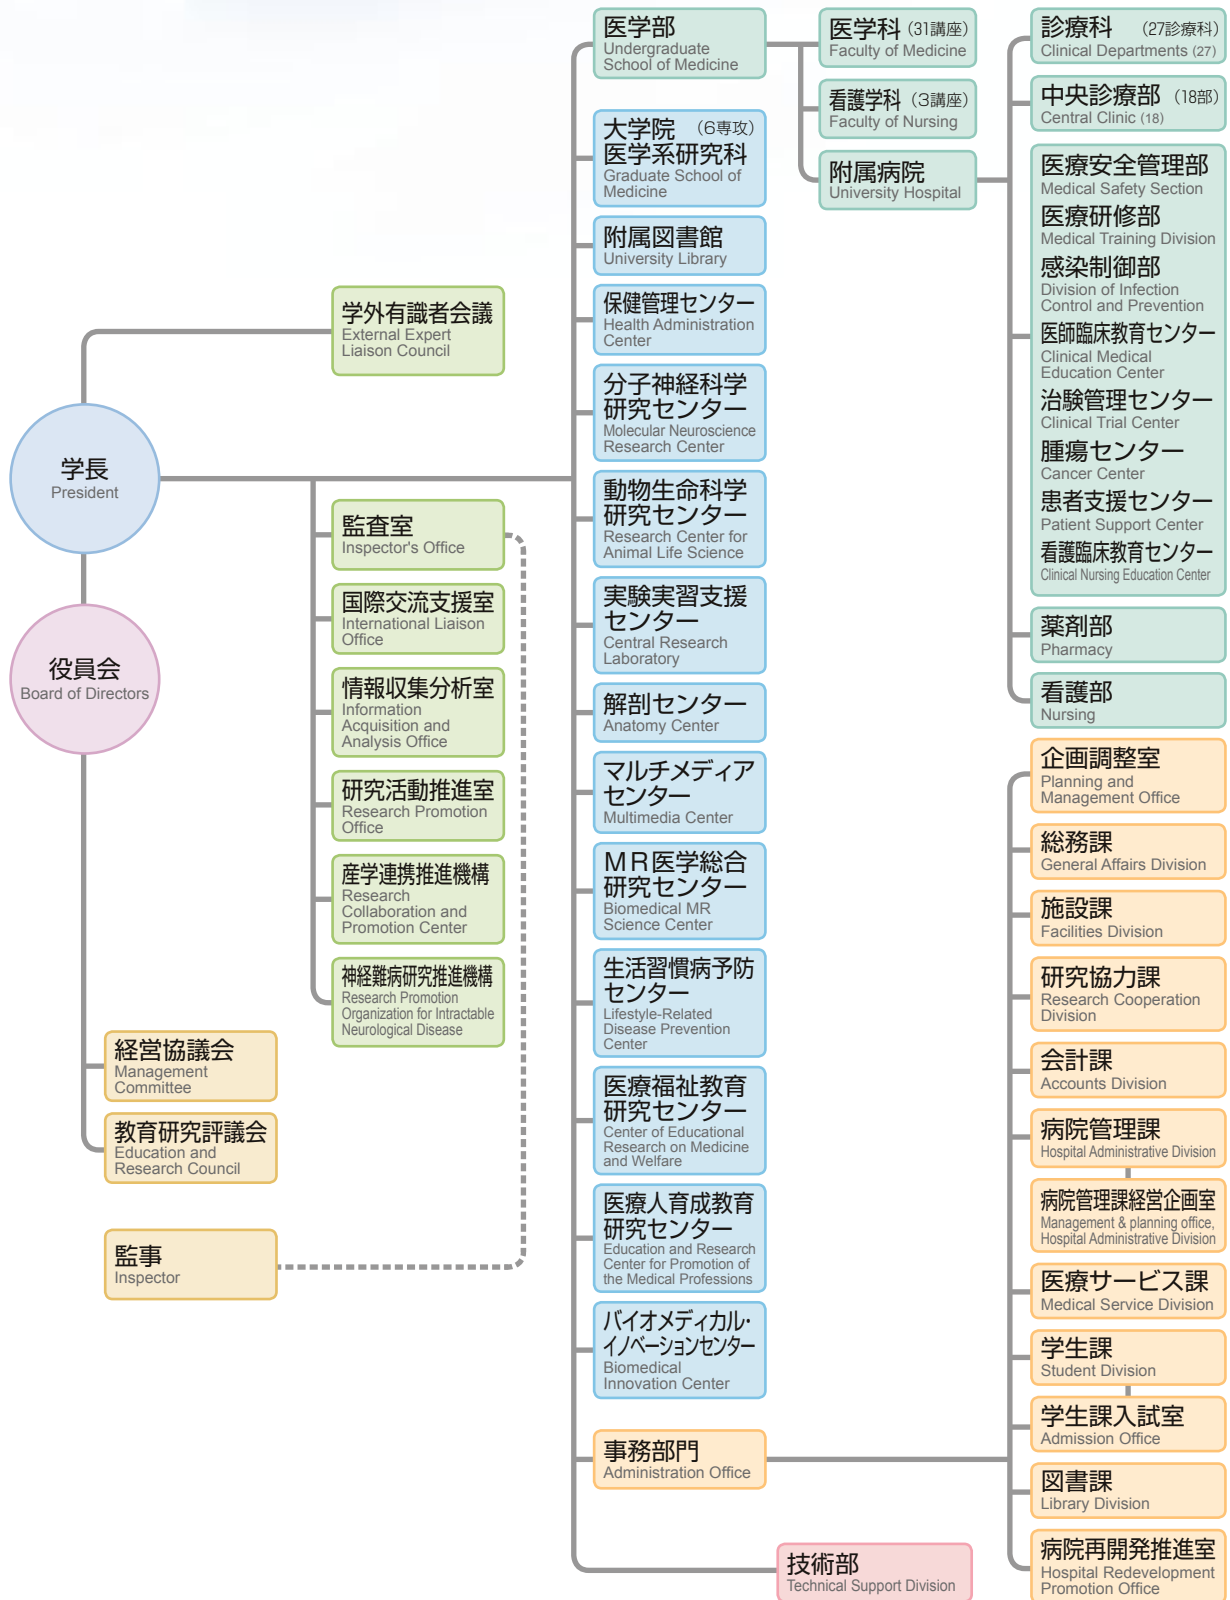 学長
President
役員会
Board of Directors
学外有識者会議
External Expert
Liaison Council
監査室
Inspector's Office
国際交流支援室
International Liaison
Office
情報収集分析室
Information
Acquisition and
Analysis Office
研究活動推進室
Research Promotion
Office
産学連携推進機構
Research
Collaboration and
Promotion Center
神経難病研究推進機構
Research Promotion
Organization for Intractable
Neurological Disease
経営協議会
Management
Committee
教育研究評議会
Education and
Research Council
監事
Inspector
医学部
Undergraduate
School of Medicine
大学院 （6専攻）
医学系研究科
Graduate School of
Medicine
附属図書館
University Library
保健管理センター
Health Administration
Center
分子神経科学
研究センター
Molecular Neuroscience
Research Center
動物生命科学
研究センター
Research Center for
Animal Life Science
実験実習支援
センター
Central Research
Laboratory
解剖センター
Anatomy Center
マルチメディア
センター
Multimedia Center
ＭＲ医学総合
研究センター
Biomedical MR
Science Center
生活習慣病予防
センター
Lifestyle-Related
Disease Prevention
Center
医療福祉教育
研究センター
Center of Educational
Research on Medicine
and Welfare
医療人育成教育
研究センター
Education and Research
Center for Promotion of
the Medical Professions
バイオメディカル・
イノベーションセンター
Biomedical
Innovation Center
事務部門
Administration Office
技術部
Technical Support Division
医学科（31講座）
Faculty of Medicine
看護学科（3講座）
Faculty of Nursing
附属病院
University Hospital
診療科 （27診療科）
Clinical Departments (27)
中央診療部（18部）
Central Clinic (18)
医療安全管理部
Medical Safety Section
医療研修部
Medical Training Division
感染制御部
Division of Infection
Control and Prevention
医師臨床教育センター
Clinical Medical
Education Center
治験管理センター
Clinical Trial Center
腫瘍センター
Cancer Center
患者支援センター
Patient Support Center
看護臨床教育センター
Clinical Nursing Education Center
薬剤部
Pharmacy
看護部
Nursing
企画調整室
Planning and
Management Office
総務課
General Affairs Division
施設課
Facilities Division
研究協力課
Research Cooperation
Division
会計課
Accounts Division
病院管理課
Hospital Administrative Division
病院管理課経営企画室
Management & planning office,
Hospital Administrative Division
医療サービス課
Medical Service Division
学生課
Student Division
学生課入試室
Admission Office
図書課
Library Division
病院再開発推進室
Hospital Redevelopment
Promotion Office